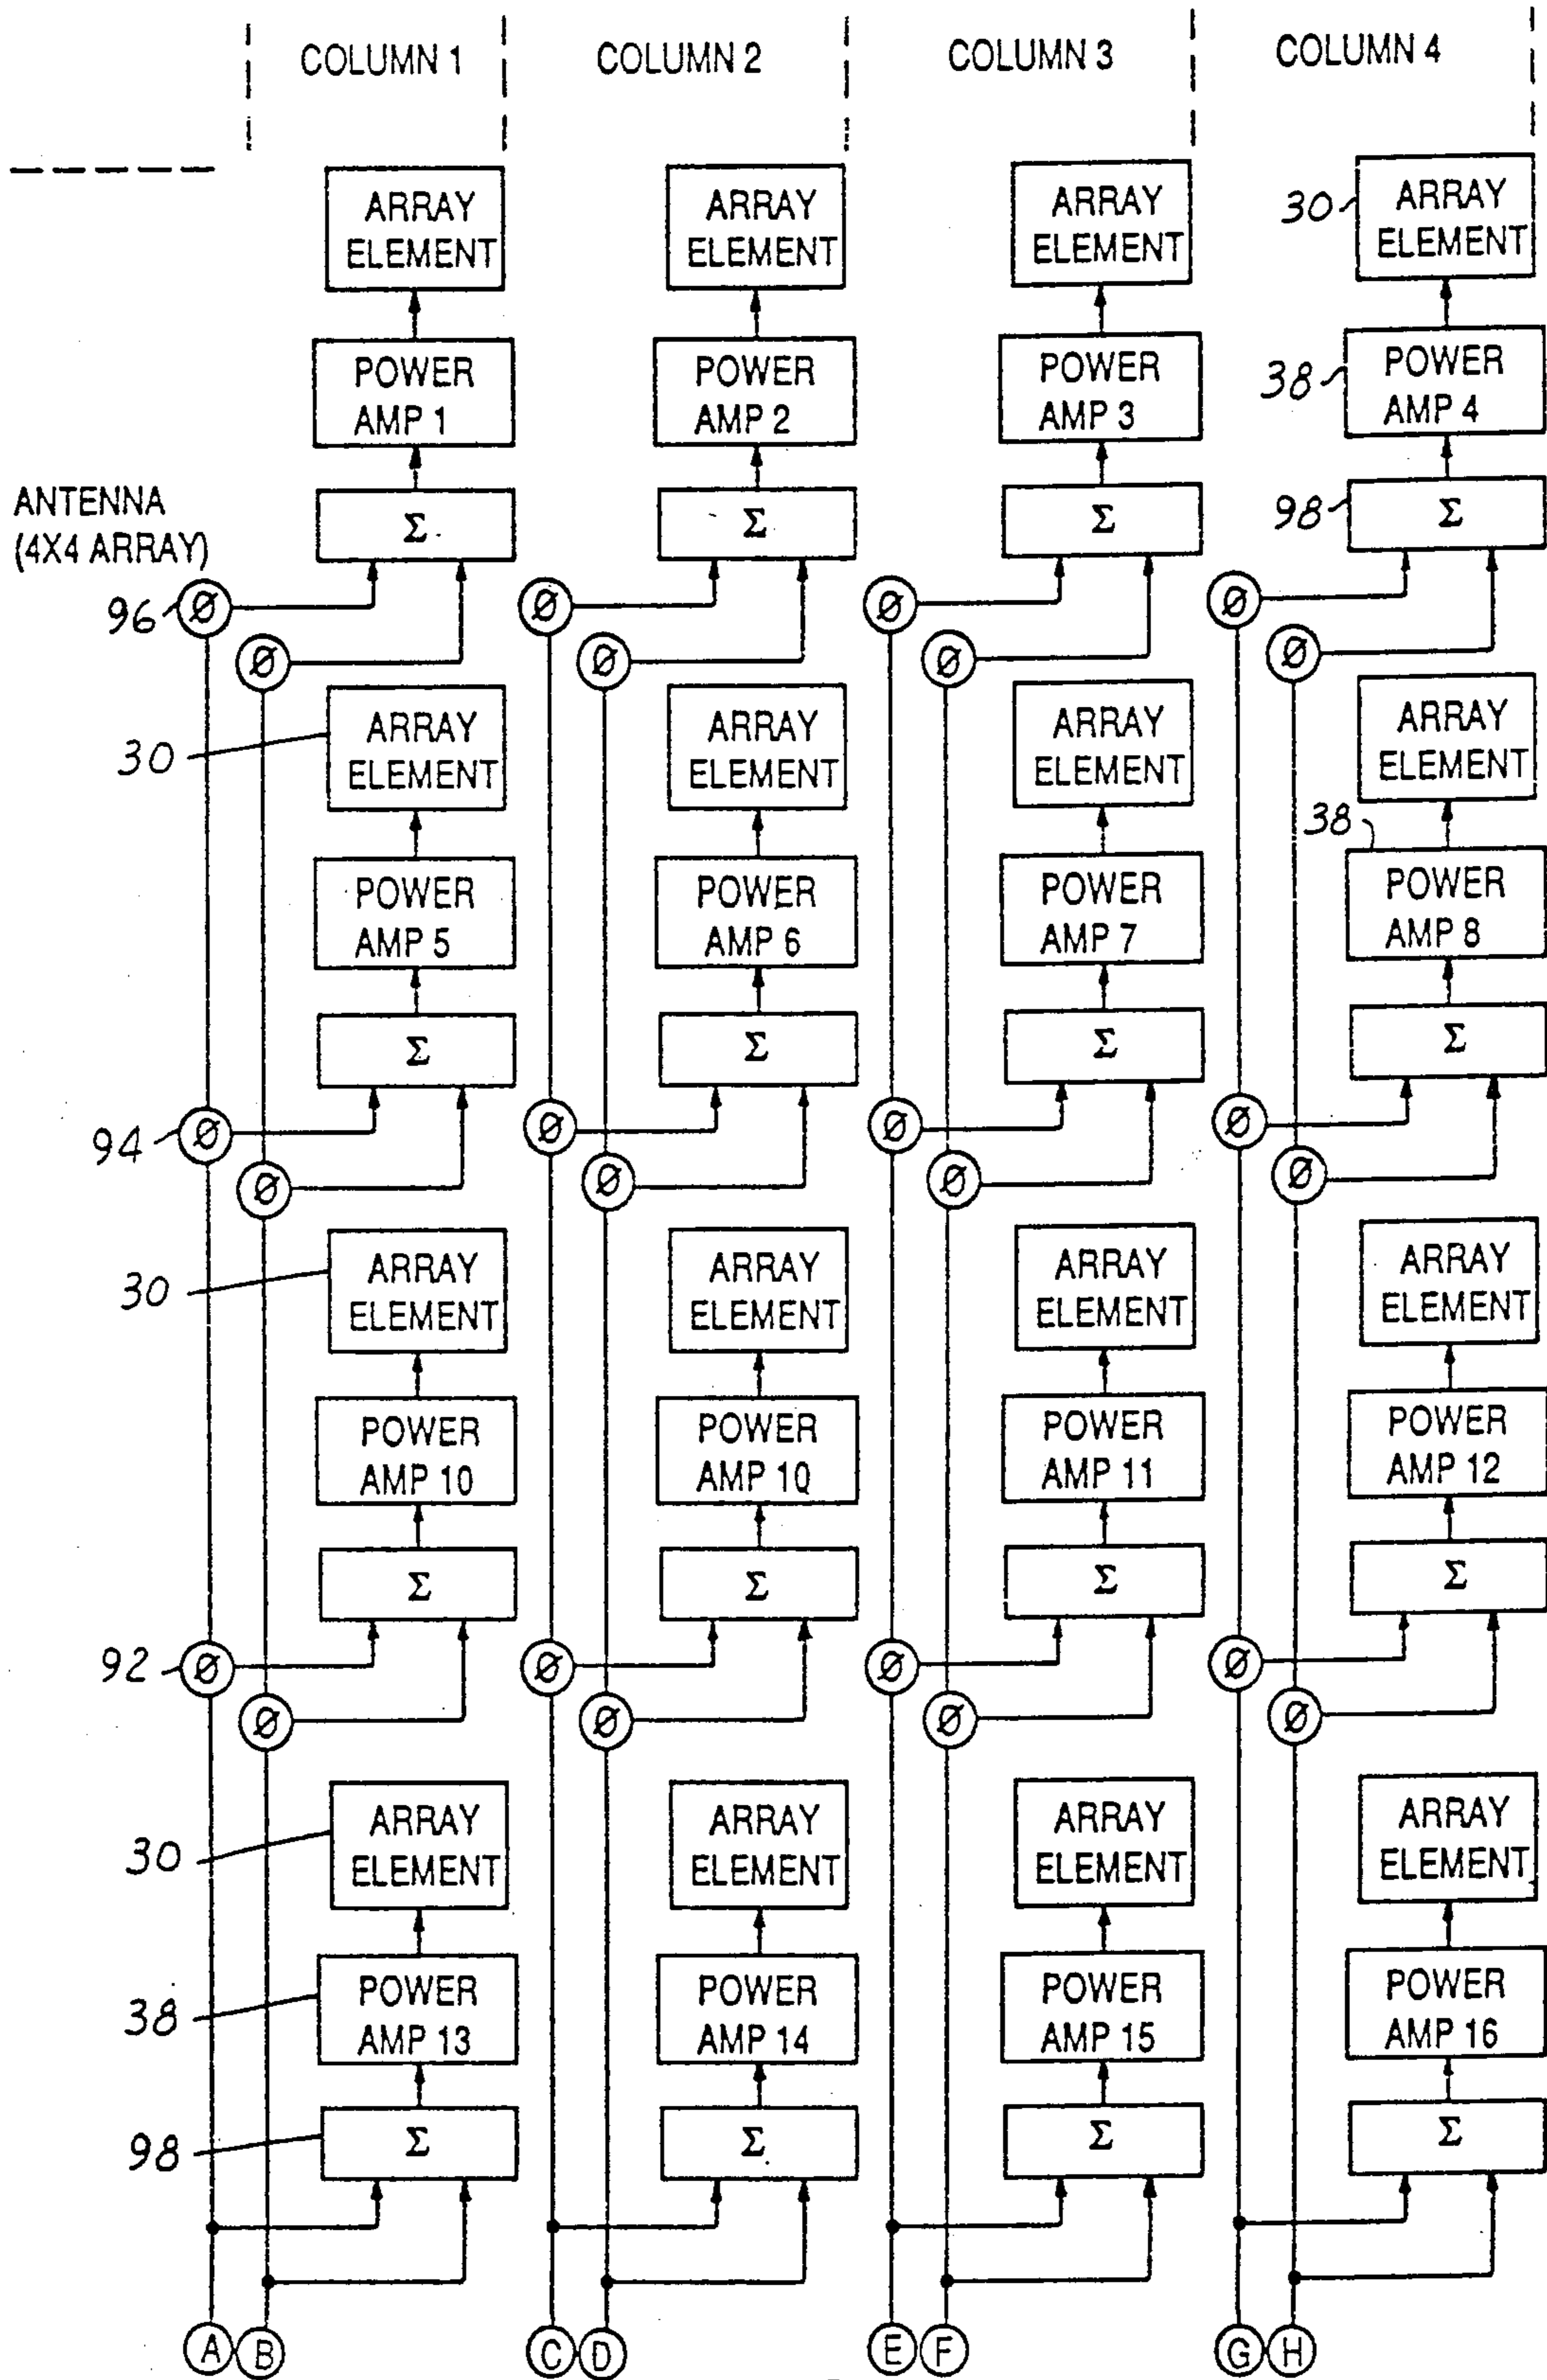 COLUMN 1 COLUMN 2 COLUMN 3 COLUMN 4
ARRAY ELEMENT ARRAY ELEMENT ARRAY ELEMENT 30 ARRAY ELEMENT
POWER AMP 1 POWER AMP 2 POWER AMP 3 38 POWER AMP 4
ANTENNA
(4X4 ARRAY)
Σ Σ Σ 98 Σ
96 Ø Ø Ø Ø
Ø Ø Ø Ø
30 ARRAY ELEMENT ARRAY ELEMENT ARRAY ELEMENT ARRAY ELEMENT
POWER AMP 5 POWER AMP 6 POWER AMP 7 38 POWER AMP 8
Σ Σ Σ Σ
94 Ø Ø Ø Ø
Ø Ø Ø Ø
30 ARRAY ELEMENT ARRAY ELEMENT ARRAY ELEMENT ARRAY ELEMENT
POWER AMP 10 POWER AMP 10 POWER AMP 11 POWER AMP 12
Σ Σ Σ Σ
92 Ø Ø Ø Ø
Ø Ø Ø Ø
30 ARRAY ELEMENT ARRAY ELEMENT ARRAY ELEMENT ARRAY ELEMENT
38 POWER AMP 13 POWER AMP 14 POWER AMP 15 POWER AMP 16
98 Σ Σ Σ Σ
A B C D E F G H